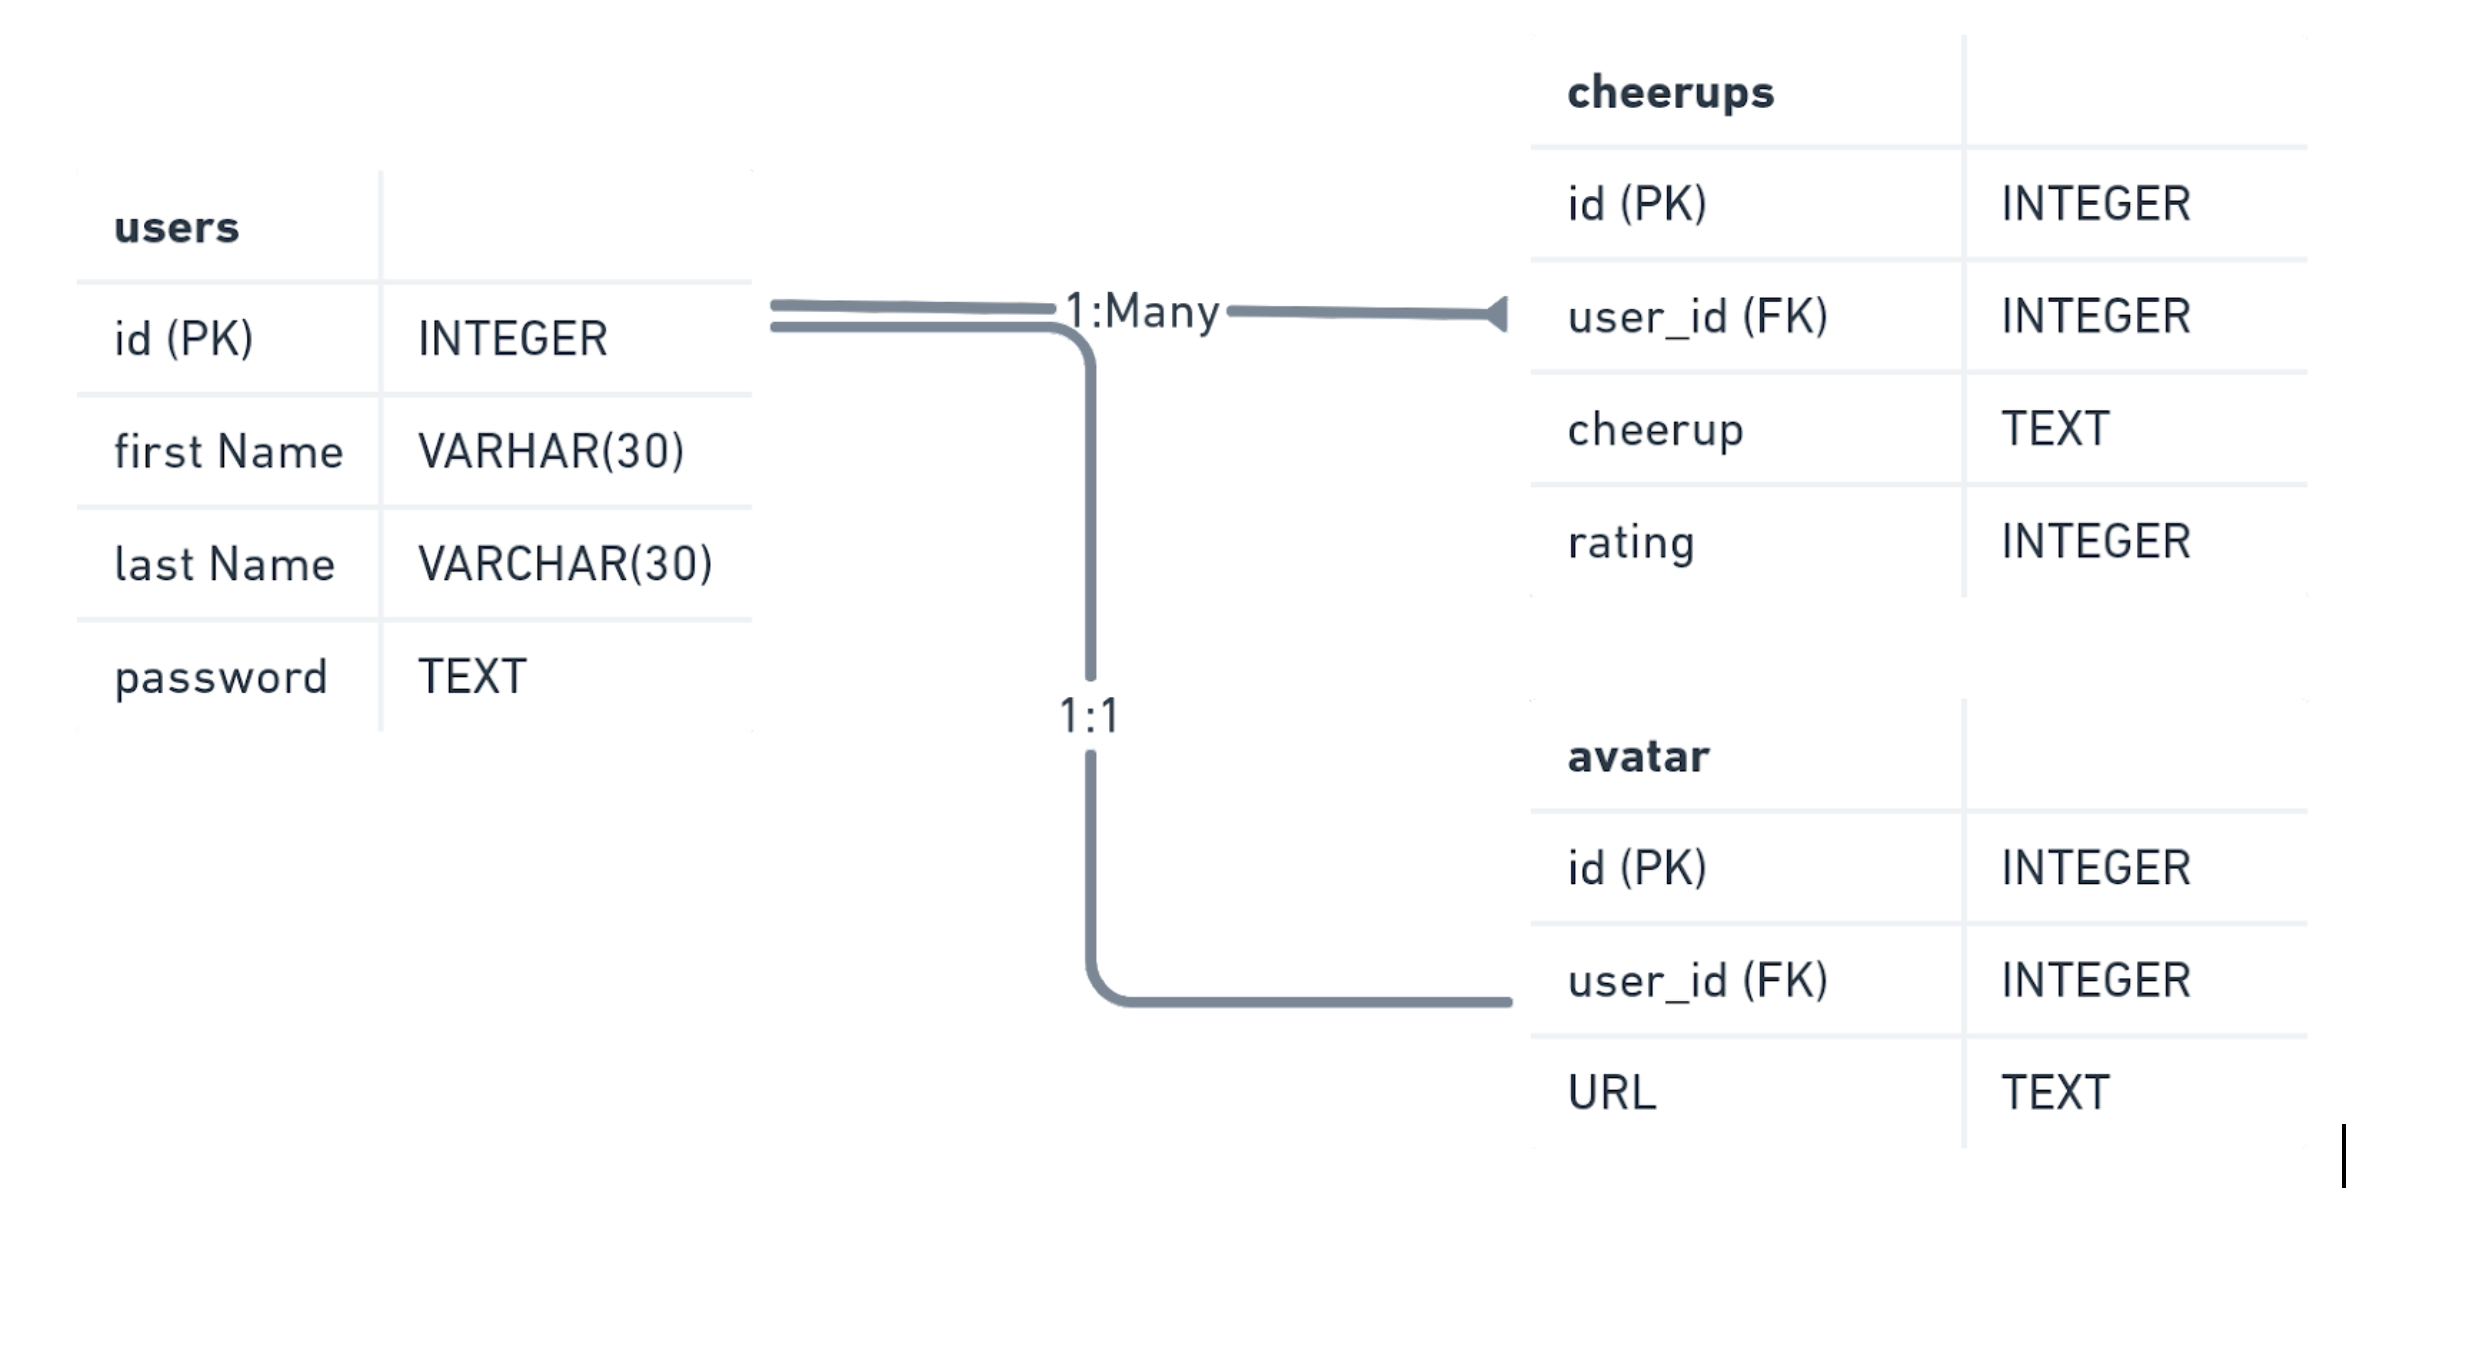 users
id (PK) INTEGER
first Name VARHAR(30)
last Name VARCHAR(30)
password TEXT
1:Many
1:1
cheerups
id (PK) INTEGER
user_id (FK) INTEGER
cheerup TEXT
rating INTEGER
avatar
id (PK) INTEGER
user_id (FK) INTEGER
URL TEXT